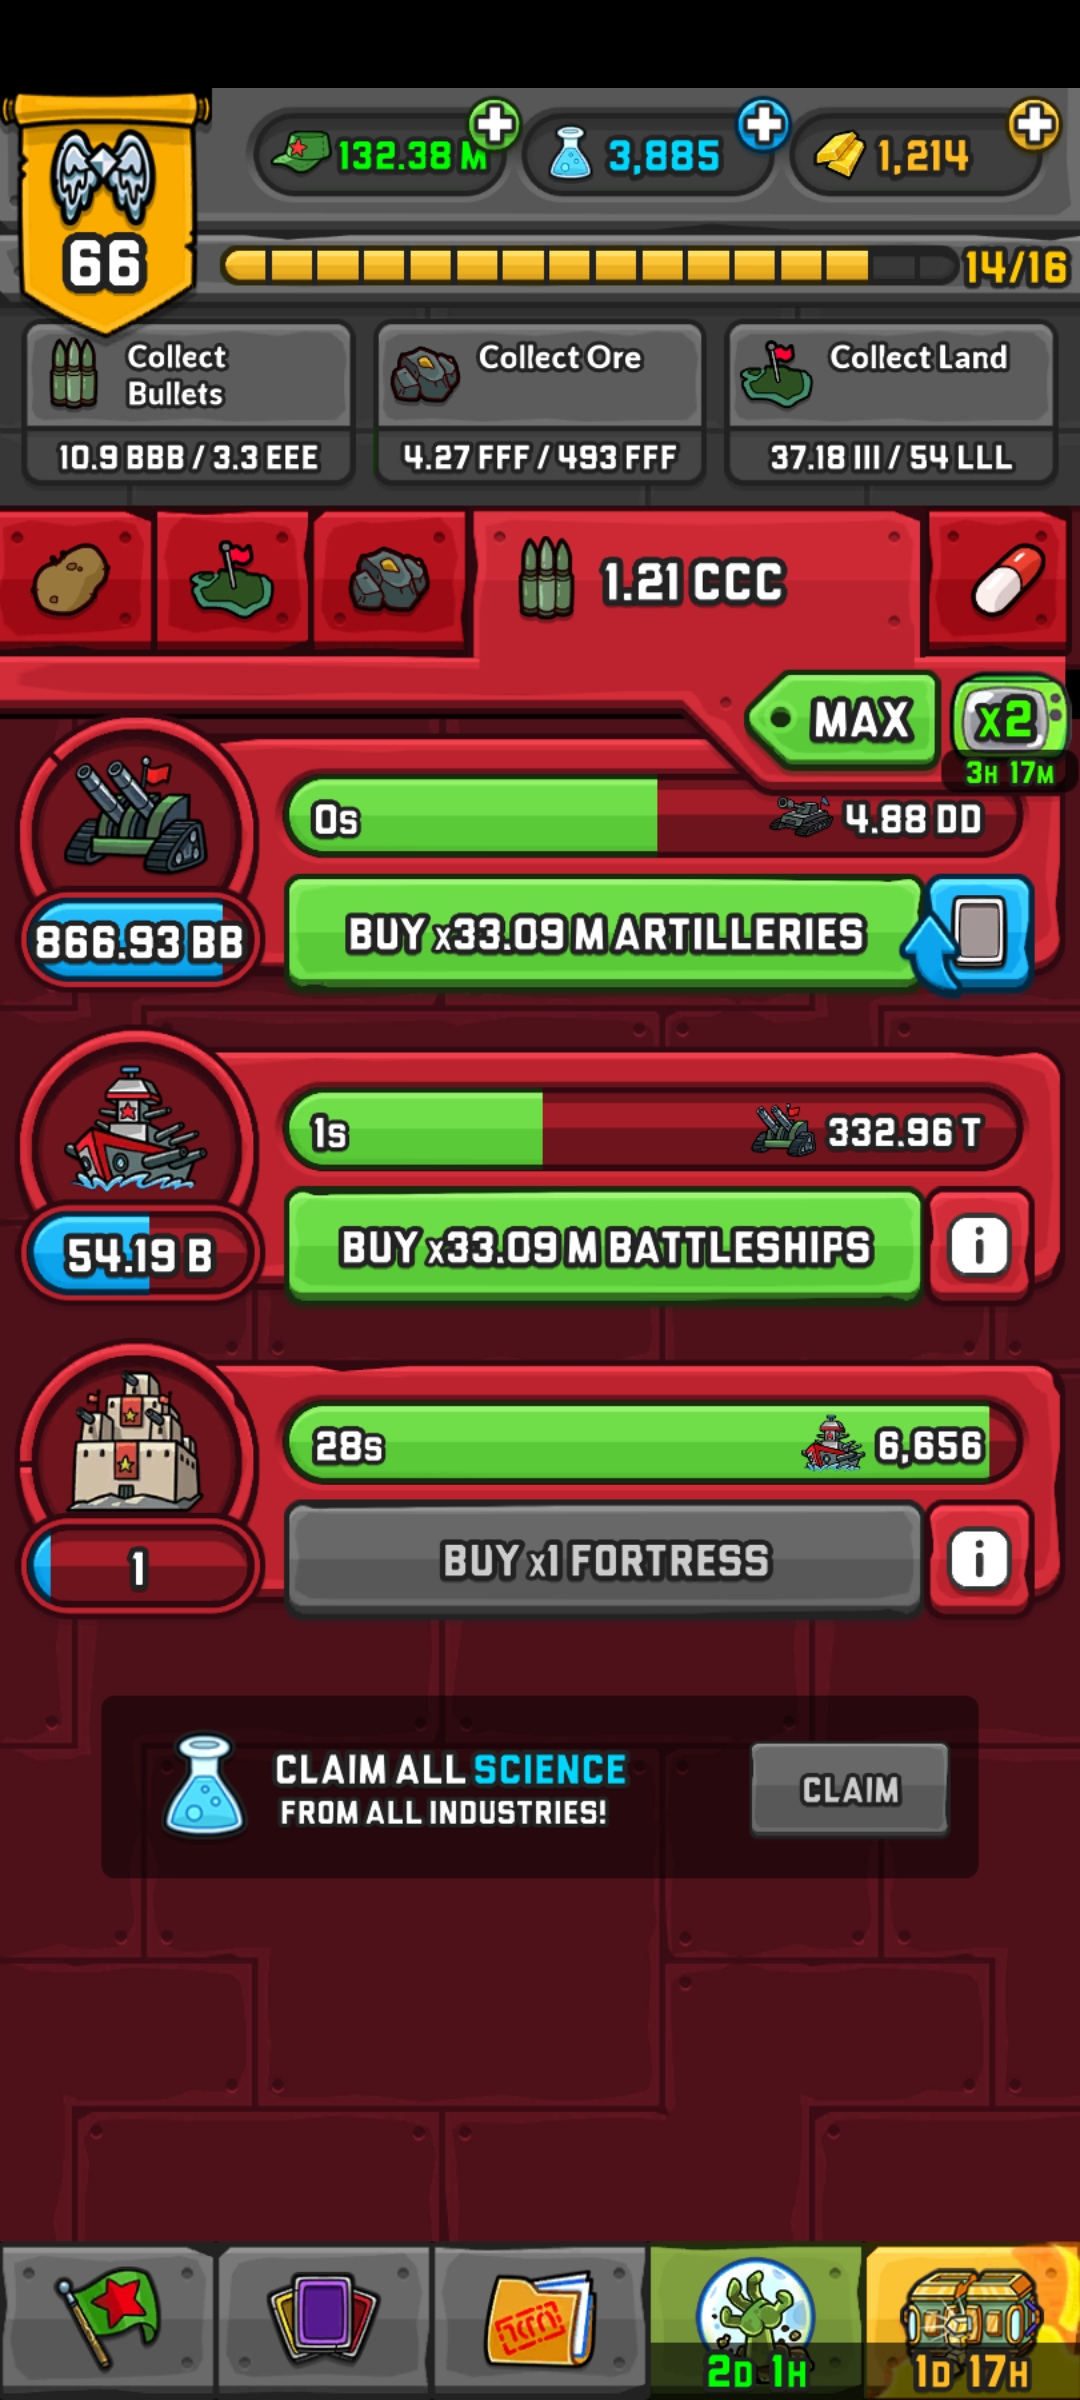 132.38 M
3,885
1,214
66
14/16
Collect
Bullets
Collect Ore
Collect Land
10.9 BBB / 3.3 EEE
4.27 FFF / 493 FFF
37.18 III / 54 LLL
1.21 CCC
MAX
x2
3H 17M
0s
4.88 DD
866.93 BB
BUY x33.09 M ARTILLERIES
1s
332.96 T
54.19 B
BUY x33.09 M BATTLESHIPS
i
28s
6,656
1
BUY x1 FORTRESS
i
CLAIM ALL SCIENCE
FROM ALL INDUSTRIES!
CLAIM
2D 1H
1D 17H